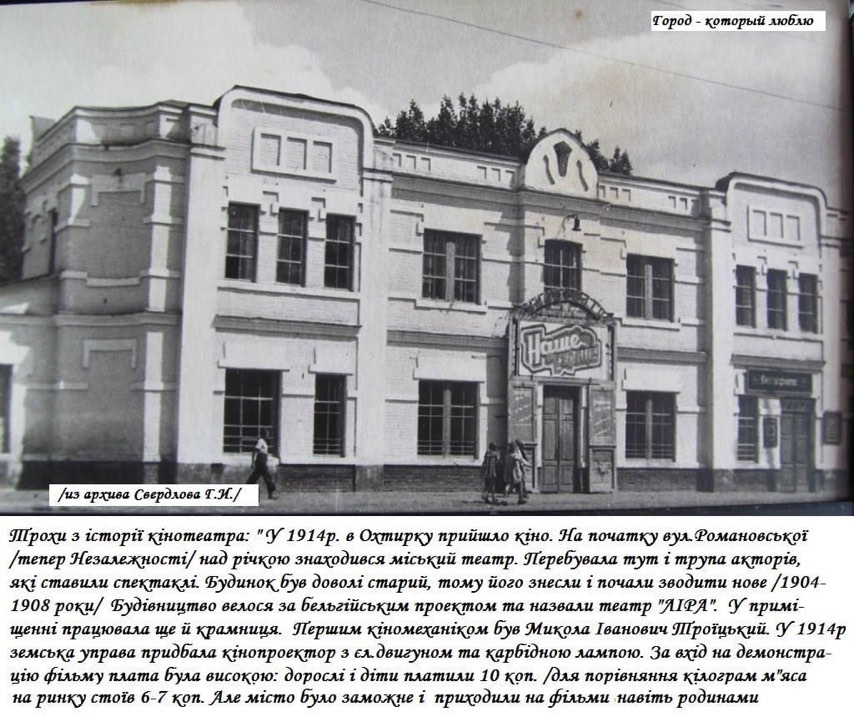 Город - который люблю
Наше
/из архива Свердлова Г.И./
Трохи з історії кінотеатра: " У 1914р. в Охтирку прийшло кіно. На початку вул.Романовської
/тепер Незалежності/ над річкою знаходився міський театр. Перебувала тут і трупа акторів,
які ставили спектаклі. Будинок був доволі старий, тому його знесли і почали зводити нове /1904-
1908 роки/ Будівництво велося за бельгійським проектом та назвали театр "ЛІРА". У примі-
щенні працювала ще й крамниця. Першим кіномеханіком був Микола Іванович Троїцький. У 1914р
земська управа придбала кінопроектор з єл.двигуном та карбідною лампою. За вхід на демонстра-
цію фільму плата була високою: дорослі і діти платили 10 коп. /для порівняння кілограм м"яса
на ринку стоїв 6-7 коп. Але місто було заможне і приходили на фільми навіть родинами